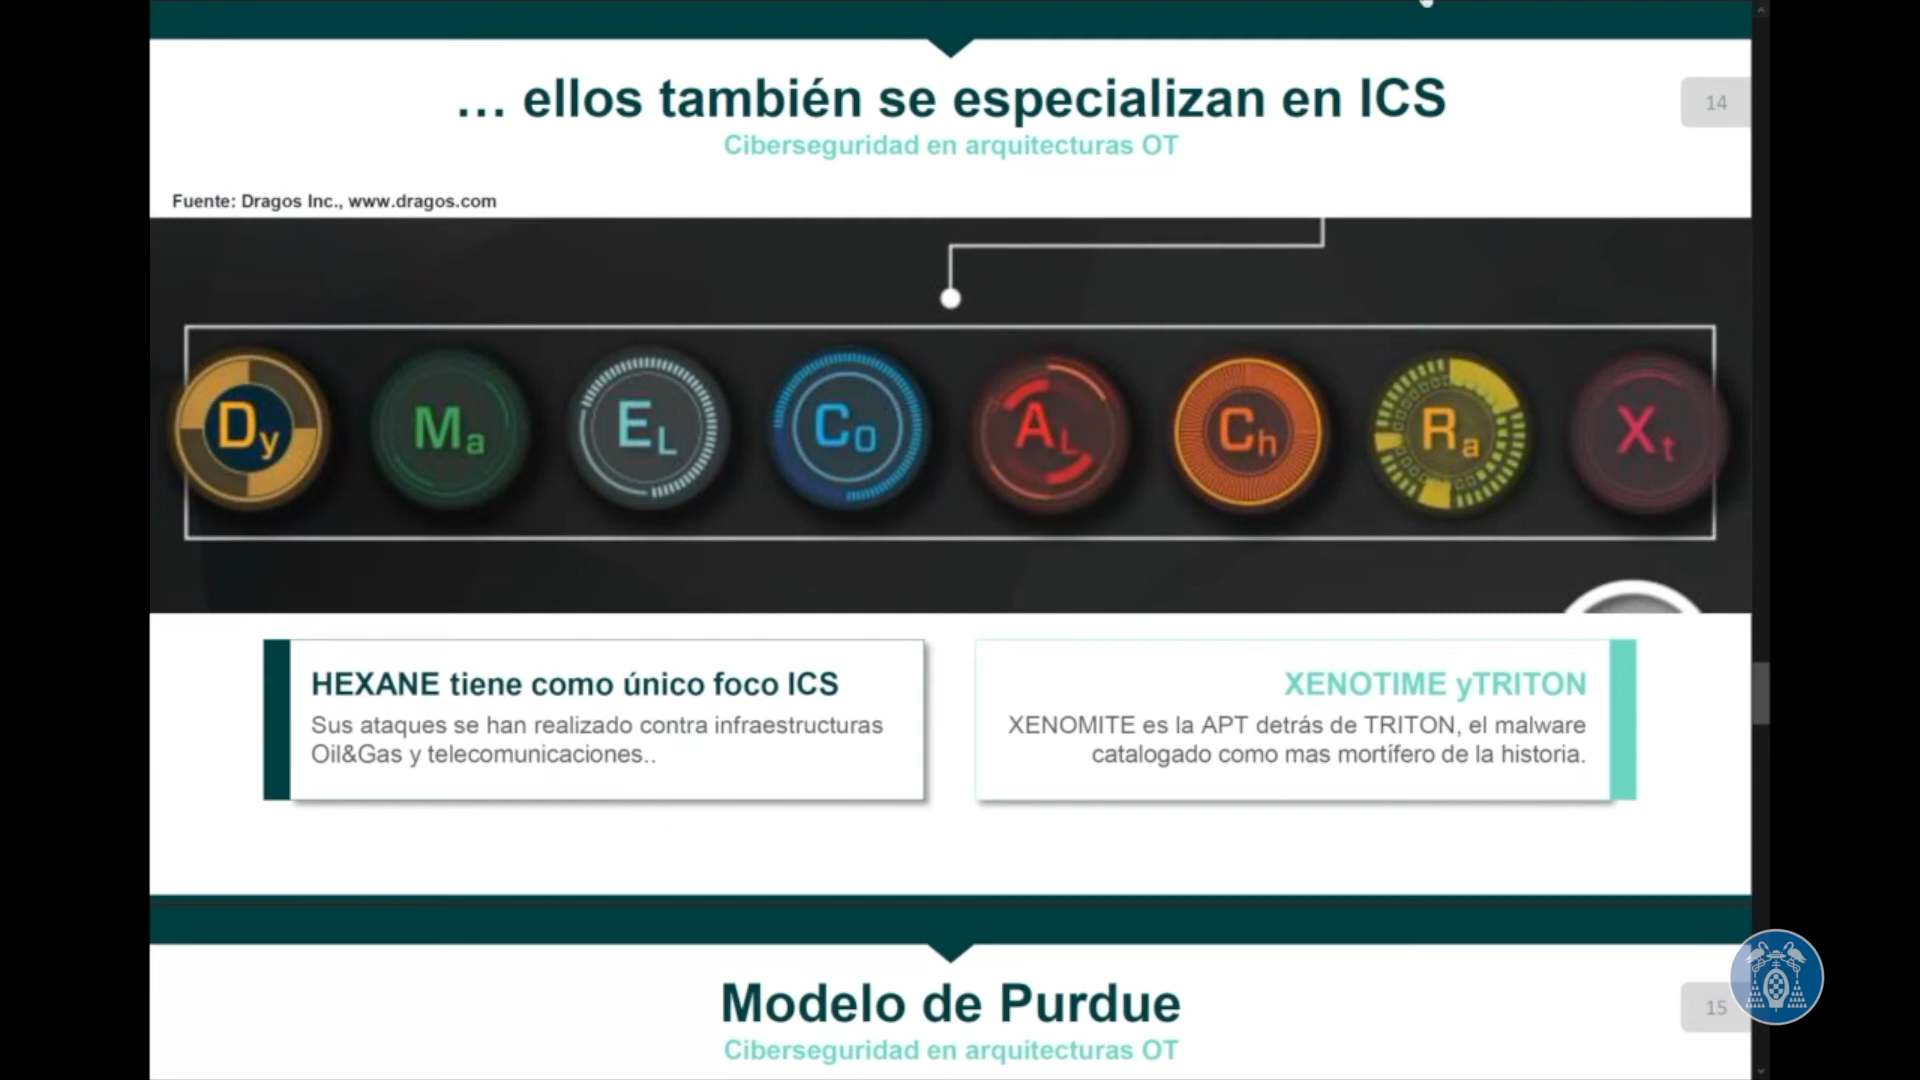 … ellos también se especializan en ICS
14
Ciberseguridad en arquitecturas OT
Fuente: Dragos Inc., www.dragos.com
Dy Ma EL Co AL Ch Ra Xt
HEXANE tiene como único foco ICS
Sus ataques se han realizado contra infraestructuras
Oil&Gas y telecomunicaciones..
XENOTIME yTRITON
XENOMITE es la APT detrás de TRITON, el malware
catalogado como mas mortífero de la historia.
Modelo de Purdue
15
Ciberseguridad en arquitecturas OT